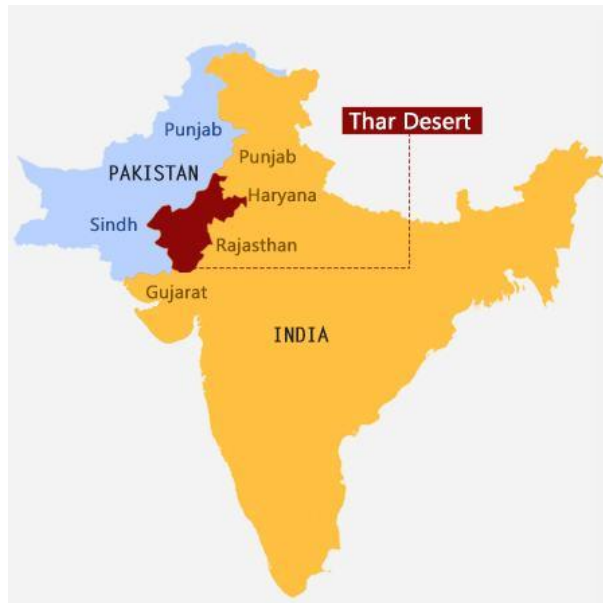 Thar Desert
Punjab
Punjab
PAKISTAN
Haryana
Sindh
Rajasthan
Gujarat
INDIA